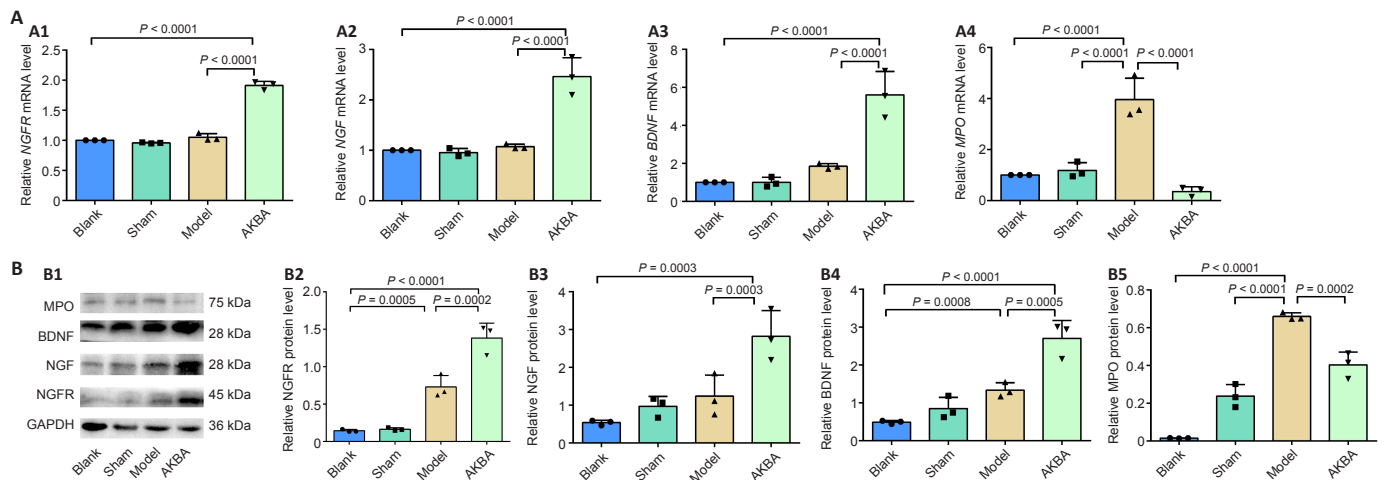 A
A1
P < 0.0001
P < 0.0001
Relative NGFR mRNA level
2.5
2.0
1.5
1.0
0.5
0.0
Blank
Sham
Model
AKBA
A2
P < 0.0001
P < 0.0001
Relative NGF mRNA level
3
2
1
0
Blank
Sham
Model
AKBA
A3
P < 0.0001
P < 0.0001
Relative BDNF mRNA level
8
6
4
2
0
Blank
Sham
Model
AKBA
A4
P < 0.0001
P < 0.0001
P < 0.0001
Relative MPO mRNA level
6
4
2
0
Blank
Sham
Model
AKBA
B
B1
MPO
75 kDa
BDNF
28 kDa
NGF
28 kDa
NGFR
45 kDa
GAPDH
36 kDa
Blank
Sham
Model
AKBA
B2
P < 0.0001
P = 0.0005
P = 0.0002
Relative NGFR protein level
2.0
1.5
1.0
0.5
0.0
Blank
Sham
Model
AKBA
B3
P = 0.0003
P = 0.0003
Relative NGF protein level
4
3
2
1
0
Blank
Sham
Model
AKBA
B4
P < 0.0001
P = 0.0008
P = 0.0005
Relative BDNF protein level
4
3
2
1
0
Blank
Sham
Model
AKBA
B5
P < 0.0001
P < 0.0001
P = 0.0002
Relative MPO protein level
0.8
0.6
0.4
0.2
0
Blank
Sham
Model
AKBA